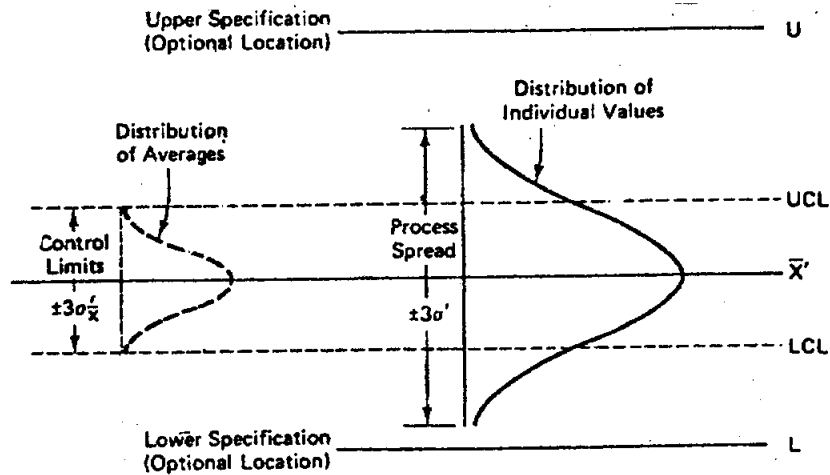 Upper Specification
(Optional Location)
U
Distribution of
Individual Values
Distribution
of Averages
UCL
Control
Limits
Process
Spread
X̄′
±3σ′x̄
±3σ′
LCL
Lower Specification
(Optional Location)
L